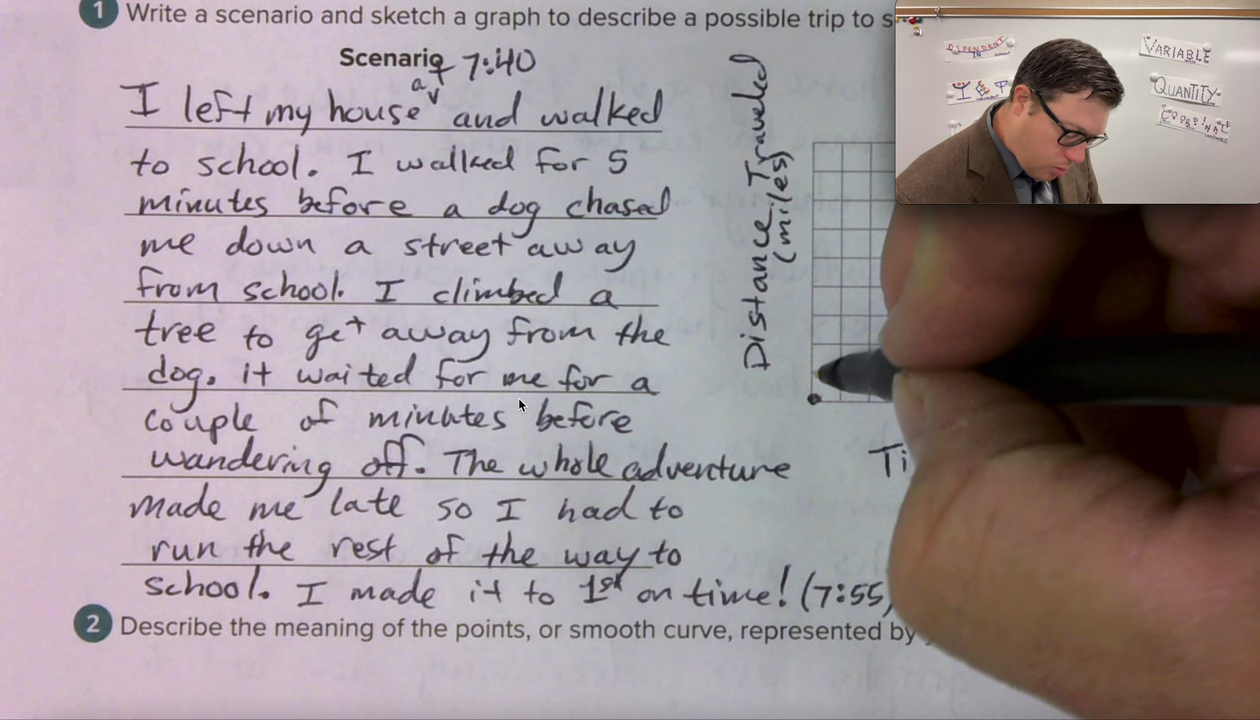 1 Write a scenario and sketch a graph to describe a possible trip to s
Scenario
at 7:40
I left my house and walked
to school. I walked for 5
minutes before a dog chased
me down a street away
from school. I climbed a
tree to get away from the
dog. it waited for me for a
couple of minutes before
wandering off. The whole adventure
made me late so I had to
run the rest of the way to
school. I made it to 1st on time! (7:55
Distance Traveled
(miles)
Ti
2 Describe the meaning of the points, or smooth curve, represented by
DEPENDENT
IN
VARIABLE
QUANTITY